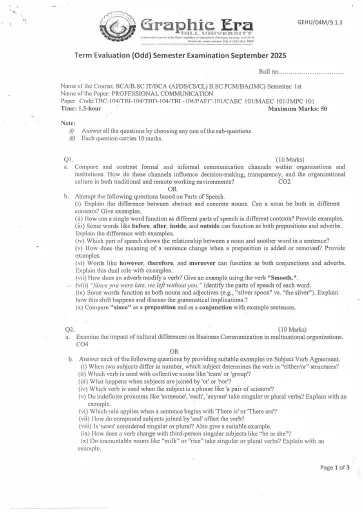 GEHU/04M/9.1.3
Graphic Era
HILL UNIVERSITY
Term Evaluation (Odd) Semester Examination September 2025
Roll no.
Name of the Course: BCA/B.SC IT/BCA (AI/DS/CS/CL) B.SC PCM/BA(JMC) Semester: 1st
Name of the Paper: PROFESSIONAL COMMUNICATION
Time: 1.5-hour Maximum Marks: 50
Note:
(i) Answer all the questions by choosing any one of the sub-questions
(ii) Each question carries 10 marks.
Q1. (10 Marks)
a. Compare and contrast formal and informal communication channels within organizations and
institutions. How do these channels influence decision-making, transparency, and the organizational
culture in both traditional and remote working environments? CO2
OR
b. Attempt the following questions based on Parts of Speech.
(i) Explain the difference between abstract and concrete nouns. Can a noun be both in different
contexts? Give examples.
(ii) How can a single word function as different parts of speech in different contexts? Provide examples.
(iii) Some words like before, after, inside, and outside can function as both prepositions and adverbs.
Explain the difference with examples.
(iv) Which part of speech shows the relationship between a noun and another word in a sentence?
(v) How does the meaning of a sentence change when a preposition is added or removed? Provide
examples.
(vi) Words like however, therefore, and moreover can function as both conjunctions and adverbs.
Explain this dual role with examples.
(vii) How does an adverb modify a verb? Give an example using the verb "Smooth."
(viii) "Since you were late, we left without you," identify the parts of speech of each word.
(ix) Some words function as both nouns and adjectives (e.g., "silver spoon" vs. "the silver"). Explain
how this shift happens and discuss the grammatical implications.
(x) Compare "since" as a preposition and as a conjunction with example sentences.
Q2. (10 Marks)
a. Examine the impact of cultural differences on Business Communication in multinational organizations.
CO4
OR
b. Answer each of the following questions by providing suitable examples on Subject Verb Agreement.
(i) When two subjects differ in number, which subject determines the verb in "either/or" structures?
(ii) Which verb is used with collective nouns like 'team' or 'group'?
(iii) What happens when subjects are joined by 'or' or 'nor'?
(iv) Which verb is used when the subject is a phrase like 'a pair of scissors'?
(v) Do indefinite pronouns like 'someone', 'each', 'anyone' take singular or plural verbs? Explain with an
example.
(vi) Which rule applies when a sentence begins with 'There is' or 'There are'?
(vii) How do compound subjects joined by 'and' affect the verb?
(viii) Is 'news' considered singular or plural? Also give a suitable example.
(ix) How does a verb change with third-person singular subjects like "he or she"?
(x) Do uncountable nouns like "milk" or "rice" take singular or plural verbs? Explain with an
example.
Page 1 of 3